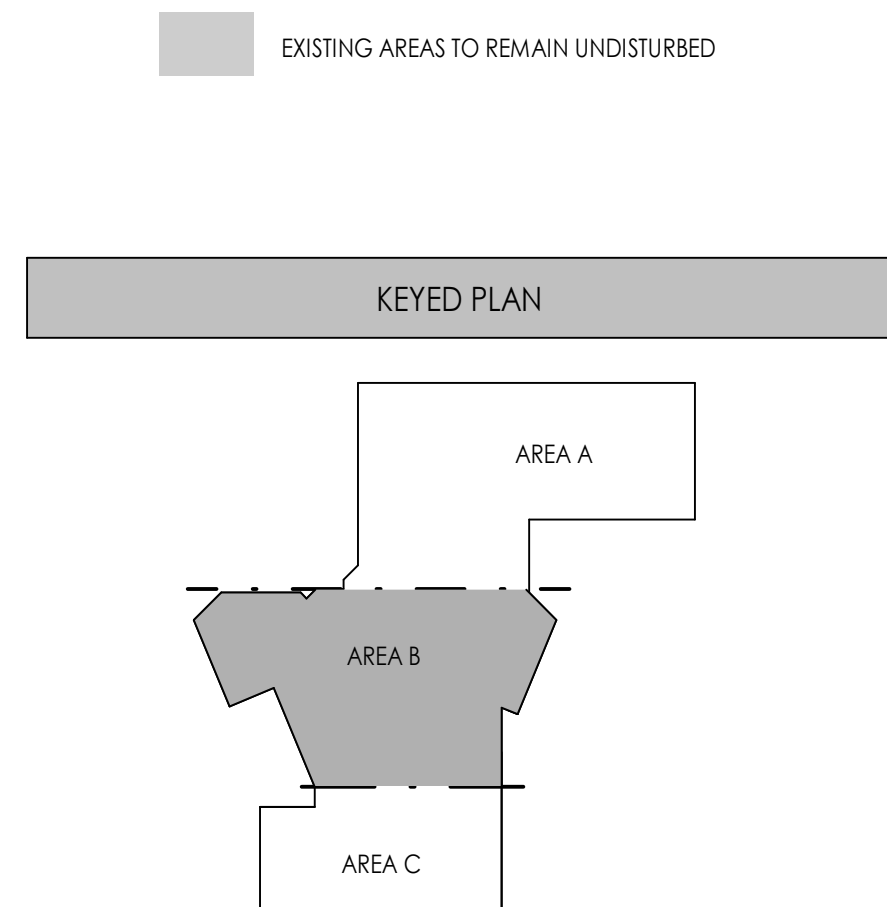 EXISTING AREAS TO REMAIN UNDISTURBED
KEYED PLAN
AREA A
AREA B
AREA C